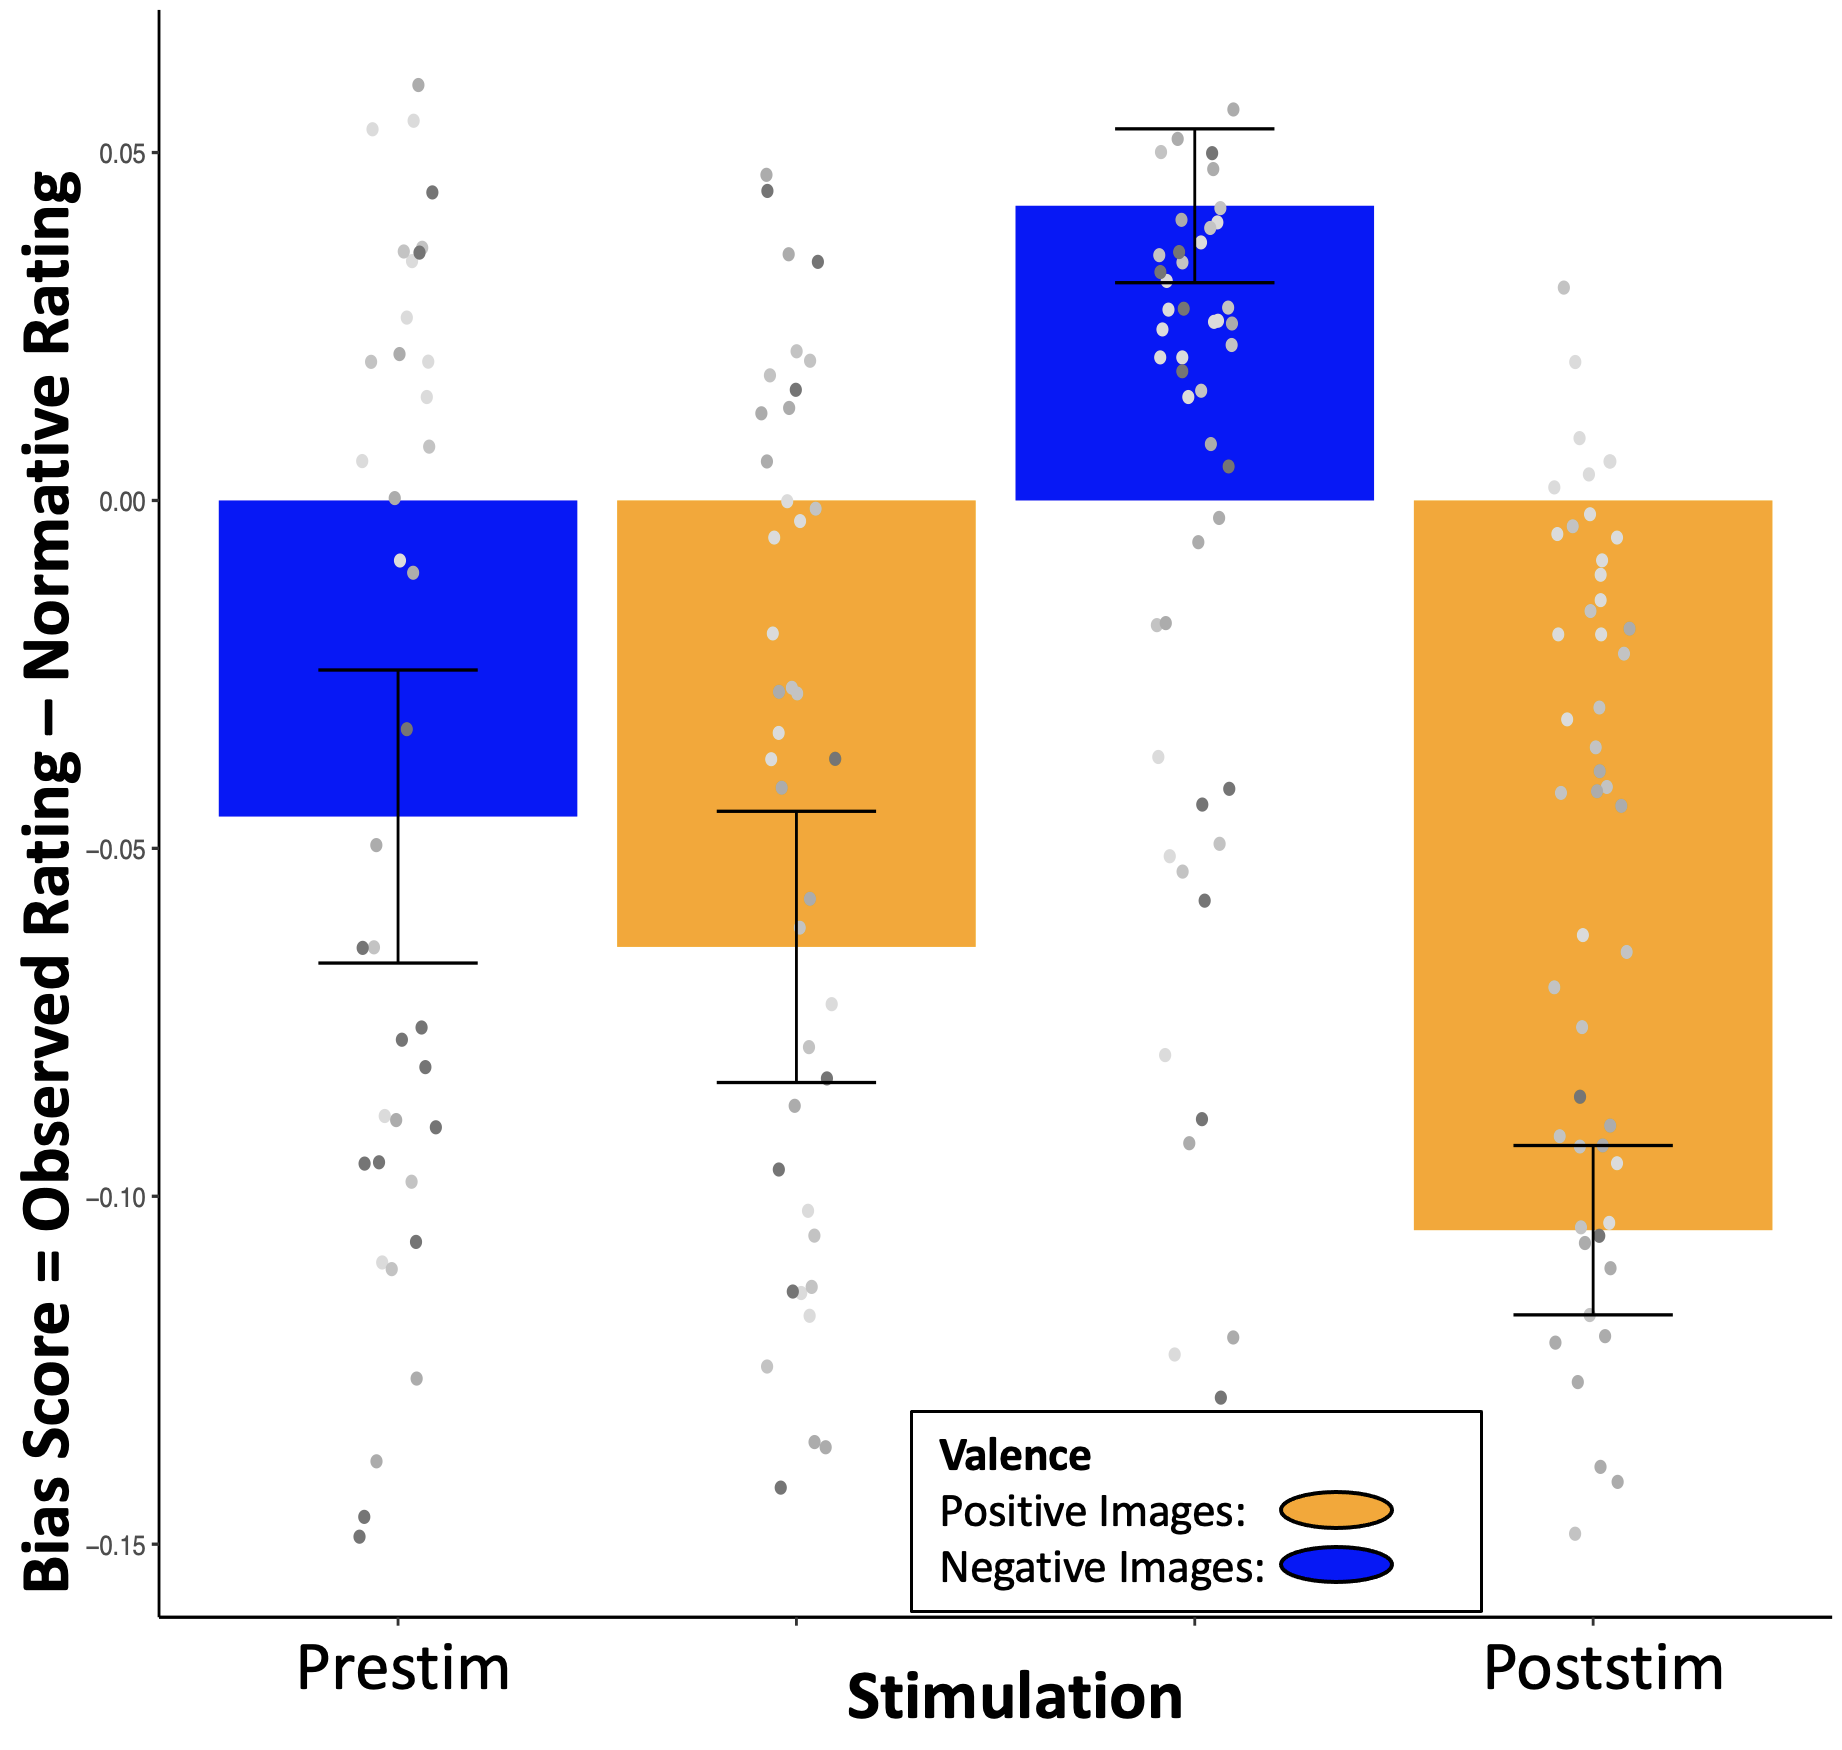 Bias Score = Observed Rating – Normative Rating
0.05
0.00
−0.05
−0.10
−0.15
Valence
Positive Images:
Negative Images:
Prestim
Poststim
Stimulation